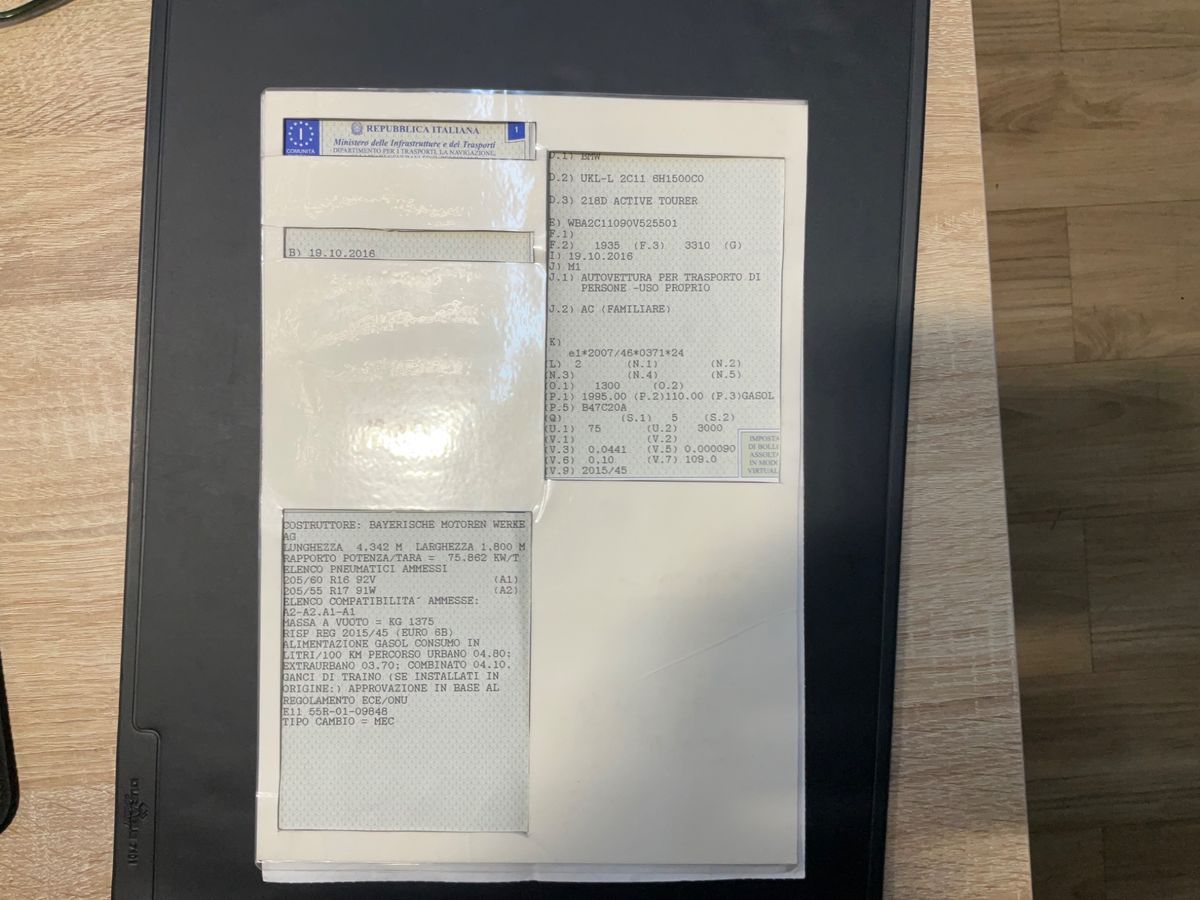 I
COMUNITÀ
REPUBBLICA ITALIANA
1
Ministero delle Infrastrutture e dei Trasporti
DIPARTIMENTO PER I TRASPORTI, LA NAVIGAZIONE,
B) 19.10.2016
D.1) BMW
D.2) UKL-L 2C11 6H1500C0
D.3) 218D ACTIVE TOURER
E) WBA2C11090V525501
F.1)
F.2) 1935 (F.3) 3310 (G)
I) 19.10.2016
J) M1
J.1) AUTOVETTURA PER TRASPORTO DI
PERSONE -USO PROPRIO
J.2) AC (FAMILIARE)
K)
e1*2007/46*0371*24
(L) 2 (N.1) (N.2)
(N.3) (N.4) (N.5)
(O.1) 1300 (O.2)
(P.1) 1995.00 (P.2)110.00 (P.3)GASOL
(P.5) B47C20A
(Q) (S.1) 5 (S.2)
(U.1) 75 (U.2) 3000
(V.1) (V.2)
(V.3) 0.0441 (V.5) 0.000090
(V.6) 0.10 (V.7) 109.0
(V.9) 2015/45
IMPOSTA
DI BOLLO
ASSOLTA
IN MODO
VIRTUAL
COSTRUTTORE: BAYERISCHE MOTOREN WERKE
AG
LUNGHEZZA 4.342 M LARGHEZZA 1.800 M
RAPPORTO POTENZA/TARA = 75.862 KW/T
ELENCO PNEUMATICI AMMESSI
205/60 R16 92V (A1)
205/55 R17 91W (A2)
ELENCO COMPATIBILITA´ AMMESSE:
A2-A2.A1-A1
MASSA A VUOTO = KG 1375
RISP REG 2015/45 (EURO 6B)
ALIMENTAZIONE GASOL CONSUMO IN
LITRI/100 KM PERCORSO URBANO 04.80;
EXTRAURBANO 03.70; COMBINATO 04.10.
GANCI DI TRAINO (SE INSTALLATI IN
ORIGINE:) APPROVAZIONE IN BASE AL
REGOLAMENTO ECE/ONU
E11 55R-01-09848
TIPO CAMBIO = MEC